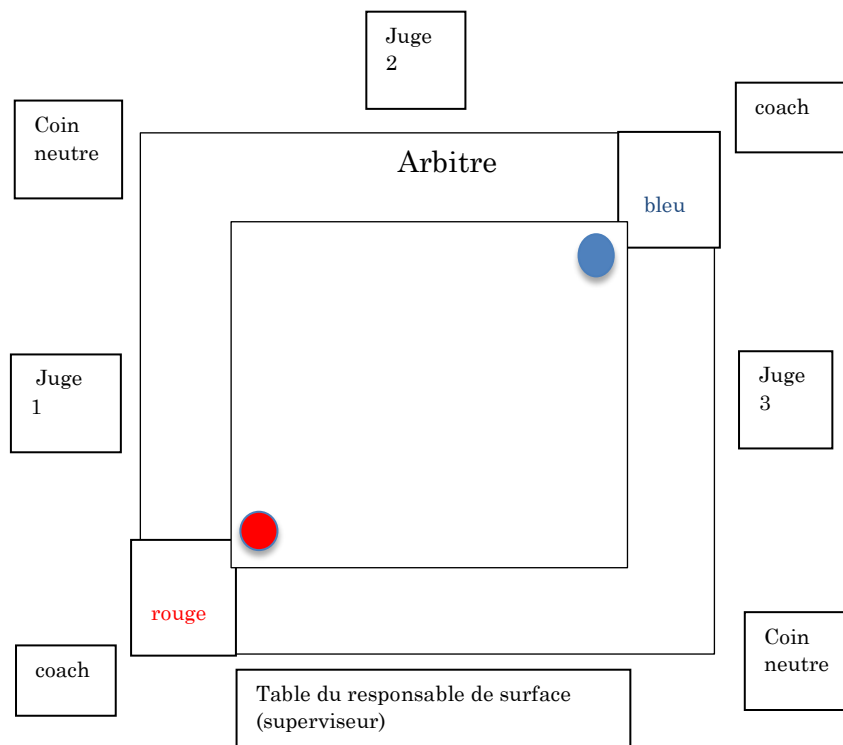 Juge
2
coach
Coin
neutre
Arbitre
bleu
Juge
1
Juge
3
rouge
coach
Coin
neutre
Table du responsable de surface
(superviseur)